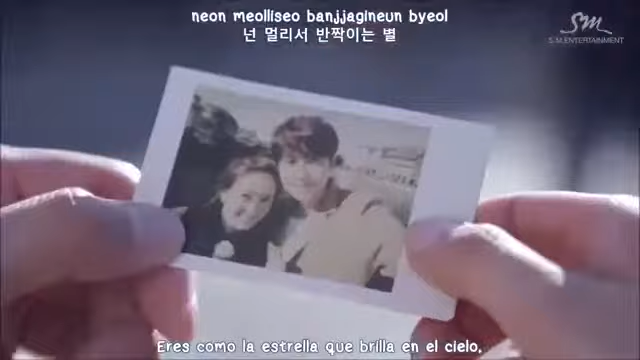 neon meolliseo banjjagineun byeol
넌 멀리서 반짝이는 별
SM
S.M.ENTERTAINMENT
Eres como la estrella que brilla en el cielo.